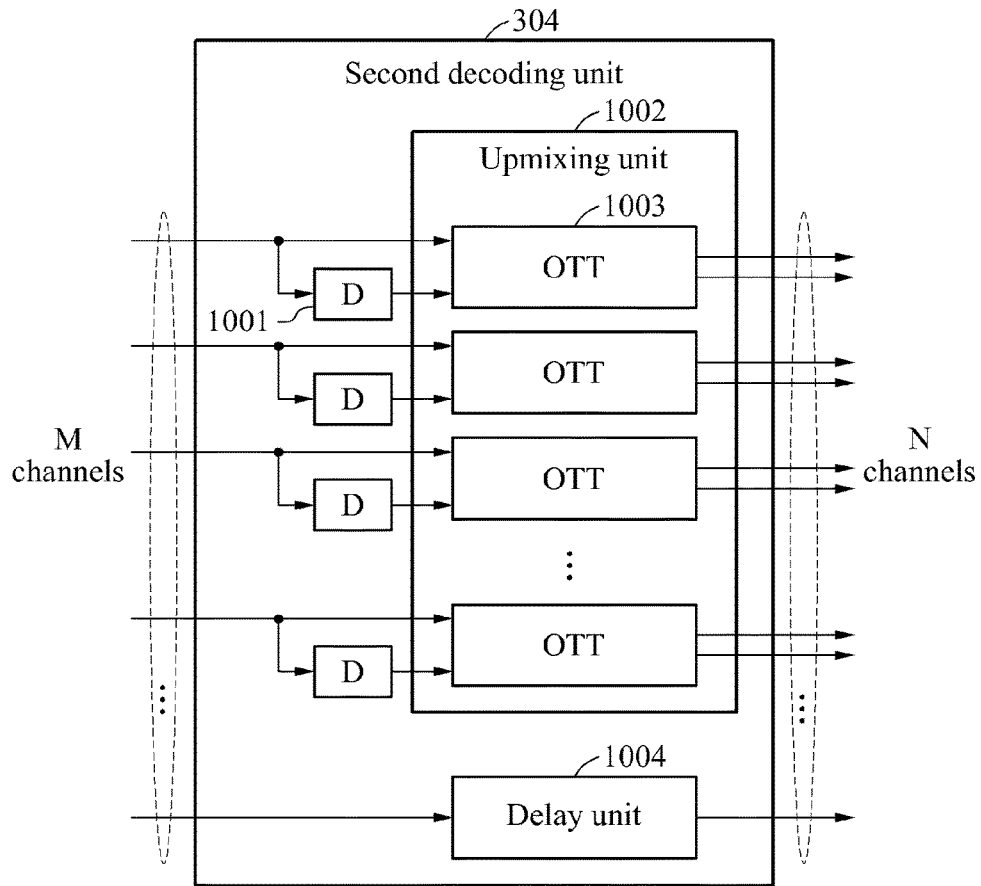 304
Second decoding unit
1002
Upmixing unit
1003
OTT
D
1001
OTT
D
M
channels
N
channels
OTT
D
OTT
D
1004
Delay unit